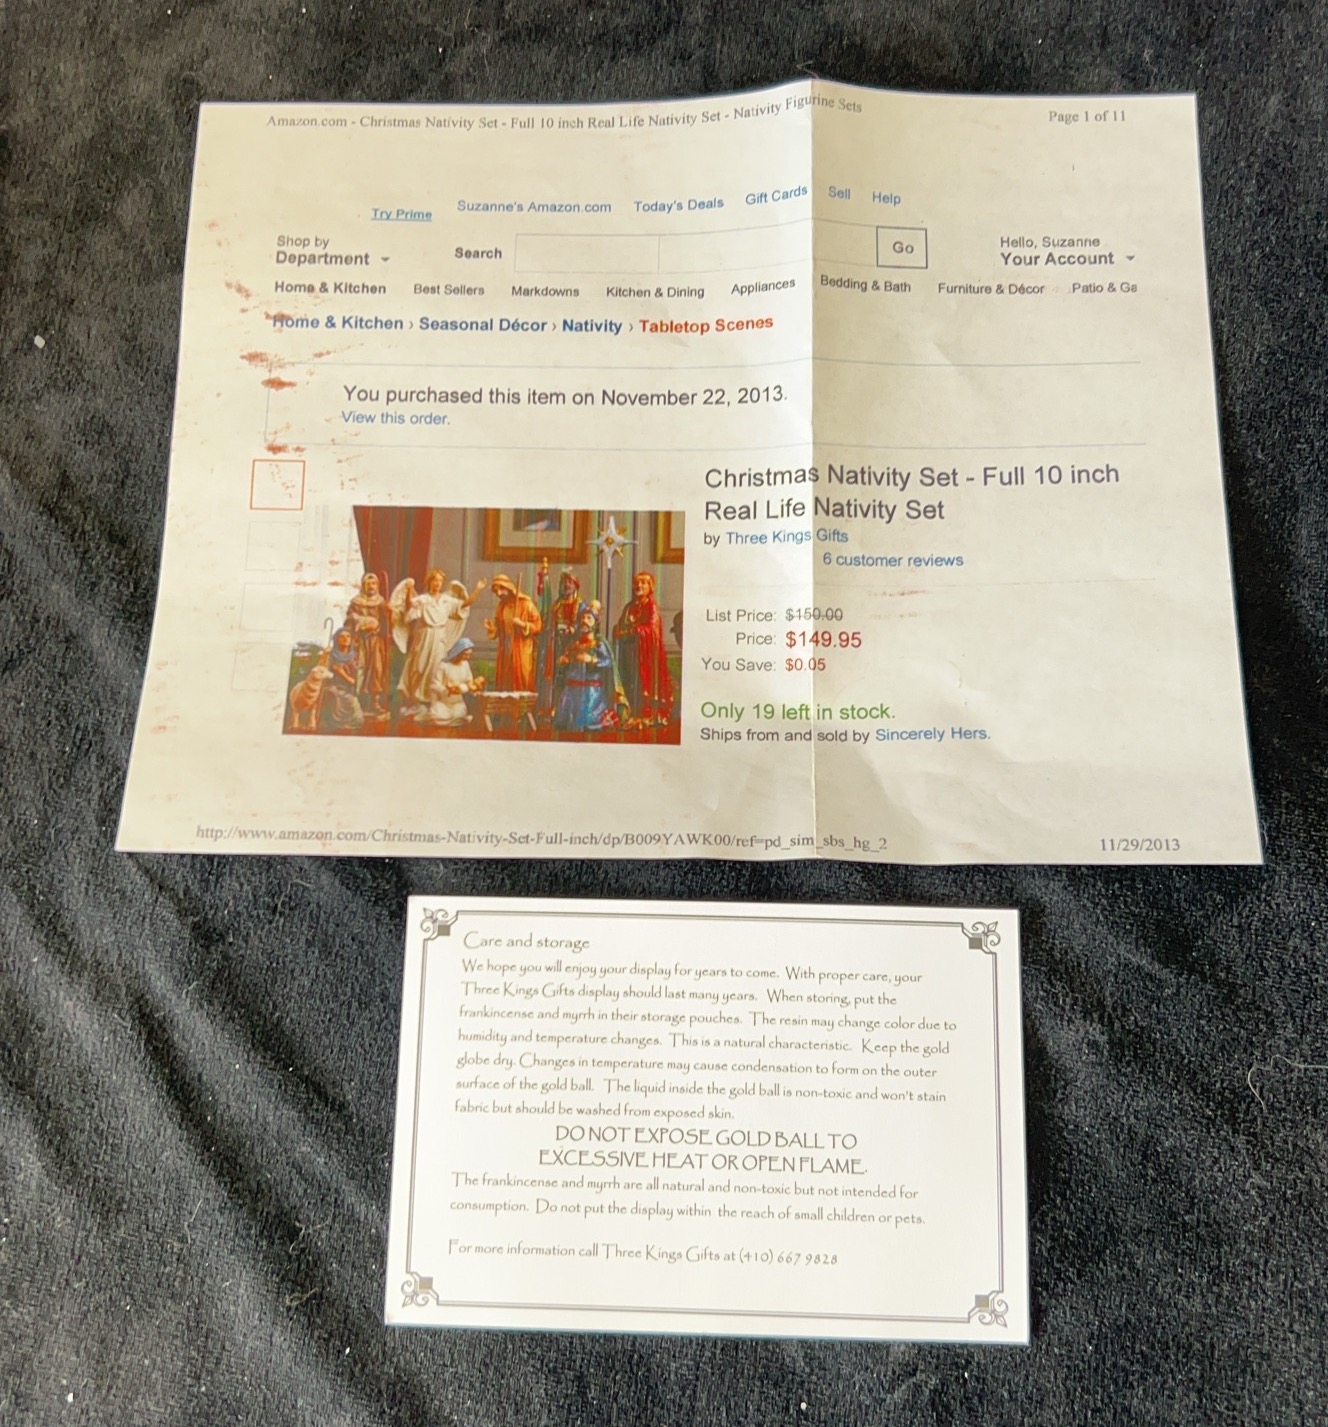 Amazon.com - Christmas Nativity Set - Full 10 inch Real Life Nativity Set - Nativity Figurine Sets
Page 1 of 11
Try Prime
Suzanne's Amazon.com
Today's Deals
Gift Cards
Sell
Help
Shop by
Department
Search
Go
Hello, Suzanne
Your Account
Home & Kitchen
Best Sellers
Markdowns
Kitchen & Dining
Appliances
Bedding & Bath
Furniture & Décor
Patio & Ga
Home & Kitchen › Seasonal Décor › Nativity › Tabletop Scenes
You purchased this item on November 22, 2013.
View this order.
Christmas Nativity Set - Full 10 inch
Real Life Nativity Set
by Three Kings Gifts
6 customer reviews
List Price: $150.00
Price: $149.95
You Save: $0.05
Only 19 left in stock.
Ships from and sold by Sincerely Hers.
http://www.amazon.com/Christmas-Nativity-Set-Full-inch/dp/B009YAWK00/ref=pd_sim_sbs_hg_2
11/29/2013
Care and storage
We hope you will enjoy your display for years to come. With proper care, your
Three Kings Gifts display should last many years. When storing, put the
frankincense and myrrh in their storage pouches. The resin may change color due to
humidity and temperature changes. This is a natural characteristic. Keep the gold
globe dry. Changes in temperature may cause condensation to form on the outer
surface of the gold ball. The liquid inside the gold ball is non-toxic and won't stain
fabric but should be washed from exposed skin.
DO NOT EXPOSE GOLD BALL TO
EXCESSIVE HEAT OR OPEN FLAME.
The frankincense and myrrh are all natural and non-toxic but not intended for
consumption. Do not put the display within the reach of small children or pets.
For more information call Three Kings Gifts at (410) 667 9828